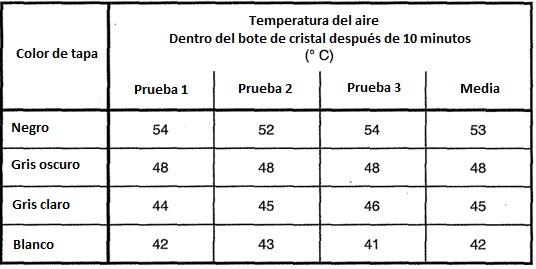 Color de tapa
Temperatura del aire
Dentro del bote de cristal después de 10 minutos
(° C)
Prueba 1 Prueba 2 Prueba 3 Media
Negro 54 52 54 53
Gris oscuro 48 48 48 48
Gris claro 44 45 46 45
Blanco 42 43 41 42